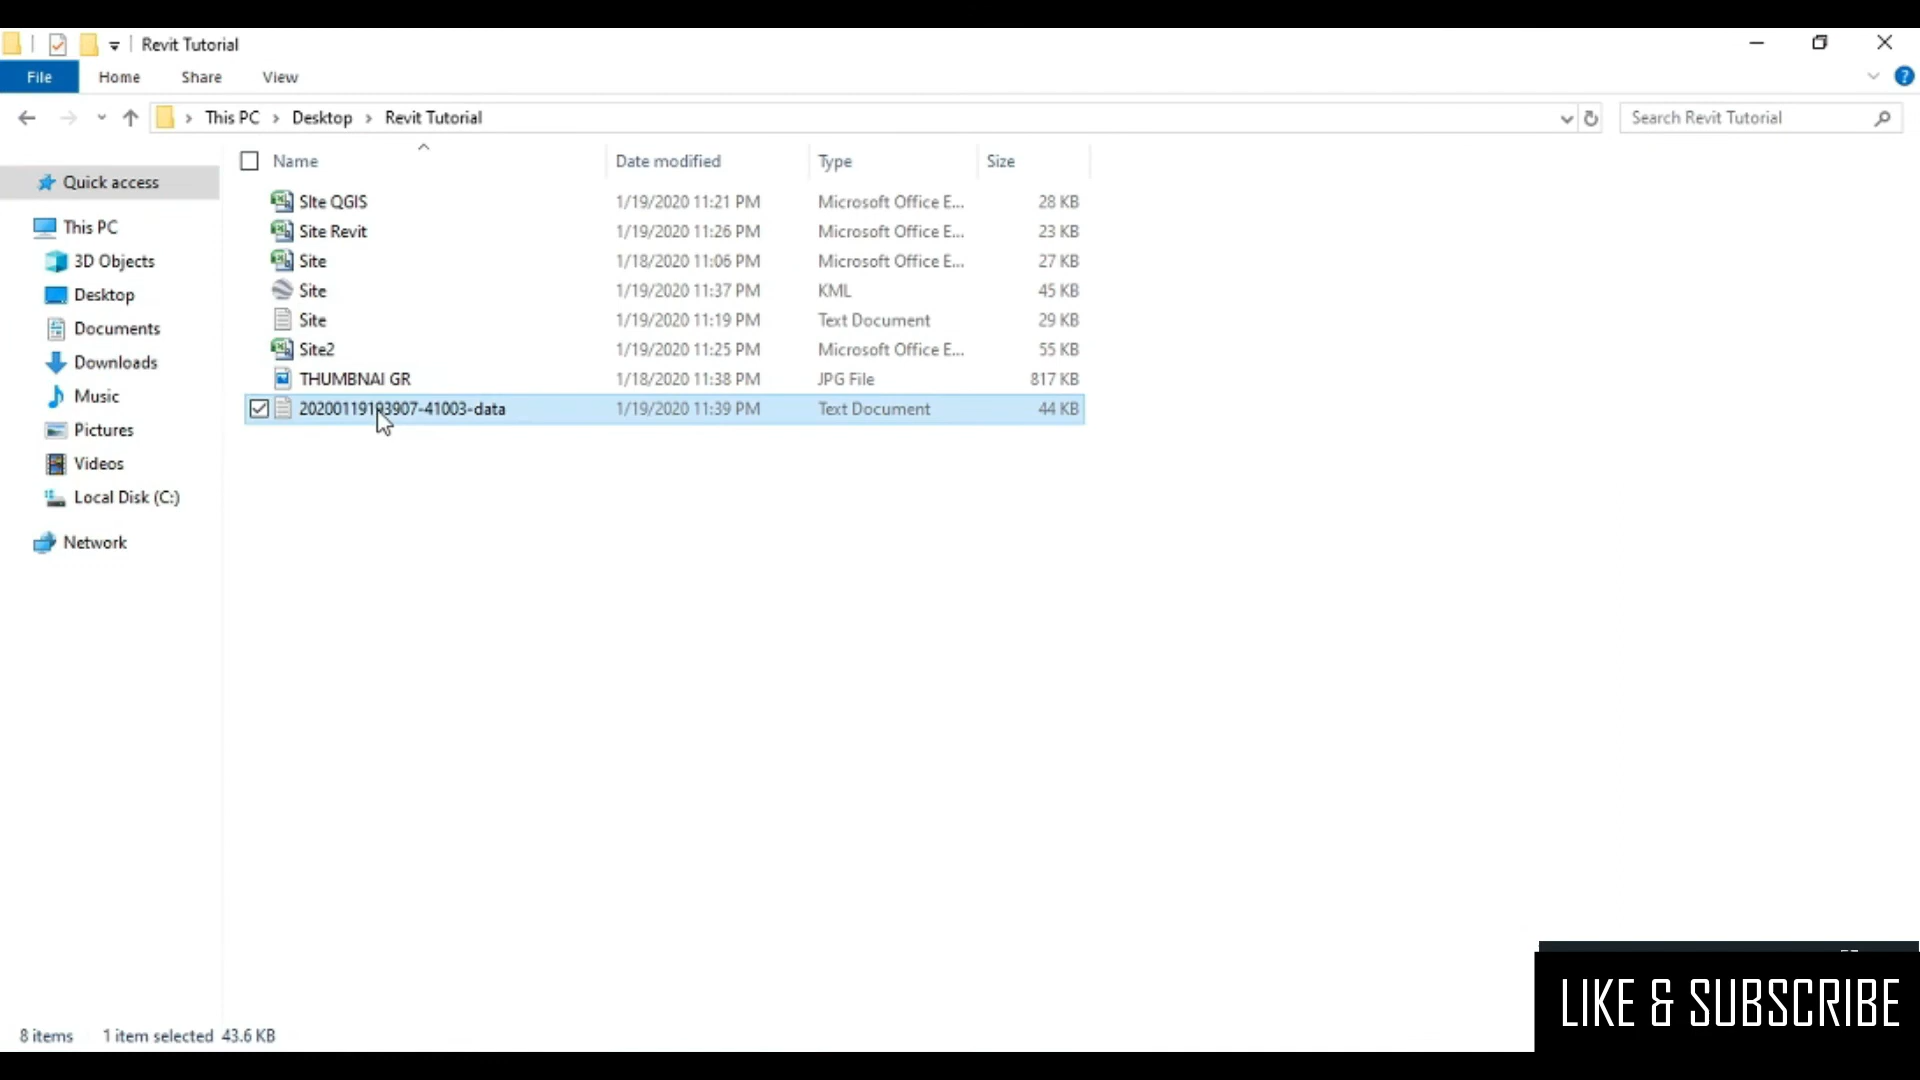 Revit Tutorial
File Home Share View
This PC Desktop Revit Tutorial
Search Revit Tutorial
Name Date modified Type Size
Quick access
This PC
3D Objects
Desktop
Documents
Downloads
Music
Pictures
Videos
Local Disk (C:)
Network
SIte QGIS 1/19/2020 11:21 PM Microsoft Office E... 28 KB
Site Revit 1/19/2020 11:26 PM Microsoft Office E... 23 KB
Site 1/18/2020 11:06 PM Microsoft Office E... 27 KB
Site 1/19/2020 11:37 PM KML 45 KB
Site 1/19/2020 11:19 PM Text Document 29 KB
Site2 1/19/2020 11:25 PM Microsoft Office E... 55 KB
THUMBNAI GR 1/18/2020 11:38 PM JPG File 817 KB
20200119193907-41003-data 1/19/2020 11:39 PM Text Document 44 KB
8 items 1 item selected 43.6 KB
LIKE & SUBSCRIBE